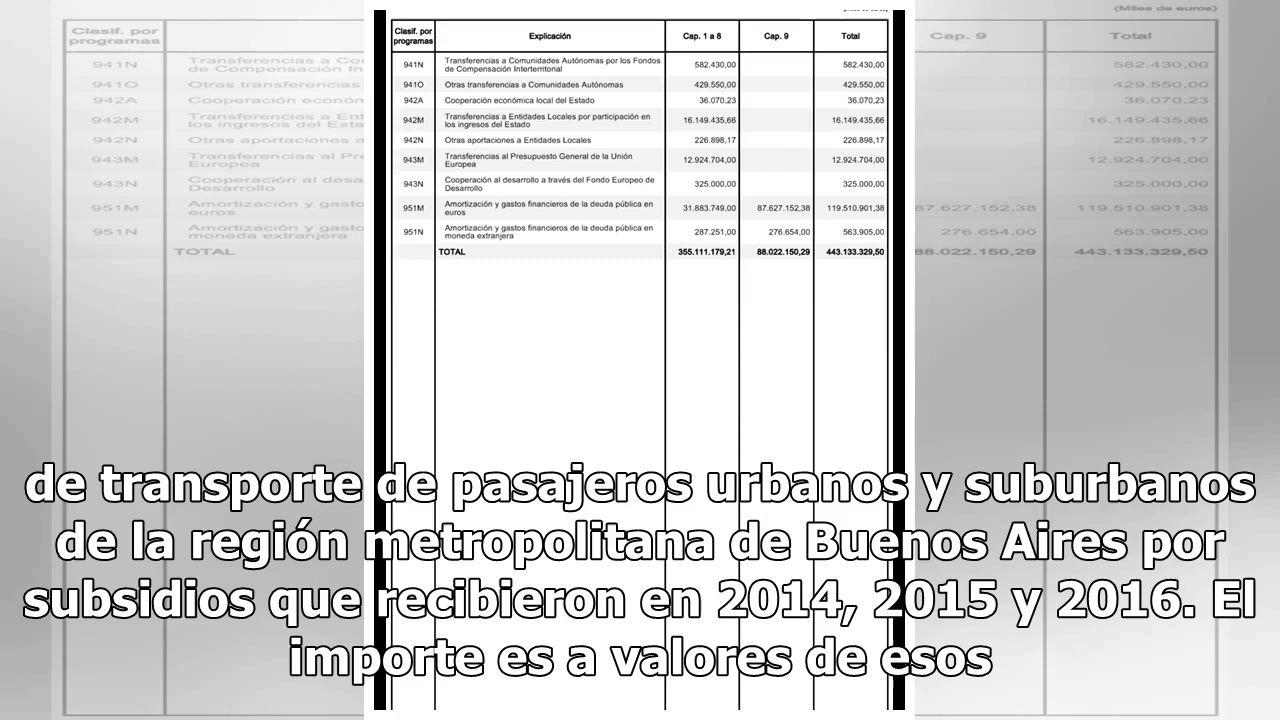 (Miles de euros)
Clasif. por programas Explicación Cap. 1 a 8 Cap. 9 Total
941N Transferencias a Comunidades Autónomas por los Fondos de Compensación Interterritorial 582.430,00 582.430,00
941O Otras transferencias a Comunidades Autónomas 429.550,00 429.550,00
942A Cooperación económica local del Estado 36.070,23 36.070,23
942M Transferencias a Entidades Locales por participación en los ingresos del Estado 16.149.435,66 16.149.435,66
942N Otras aportaciones a Entidades Locales 226.898,17 226.898,17
943M Transferencias al Presupuesto General de la Unión Europea 12.924.704,00 12.924.704,00
943N Cooperación al desarrollo a través del Fondo Europeo de Desarrollo 325.000,00 325.000,00
951M Amortización y gastos financieros de la deuda pública en euros 31.883.749,00 87.627.152,38 119.510.901,38
951N Amortización y gastos financieros de la deuda pública en moneda extranjera 287.251,00 276.654,00 563.905,00
TOTAL 355.111.179,21 88.022.150,29 443.133.329,50
de transporte de pasajeros urbanos y suburbanos
de la región metropolitana de Buenos Aires por
subsidios que recibieron en 2014, 2015 y 2016. El
importe es a valores de esos